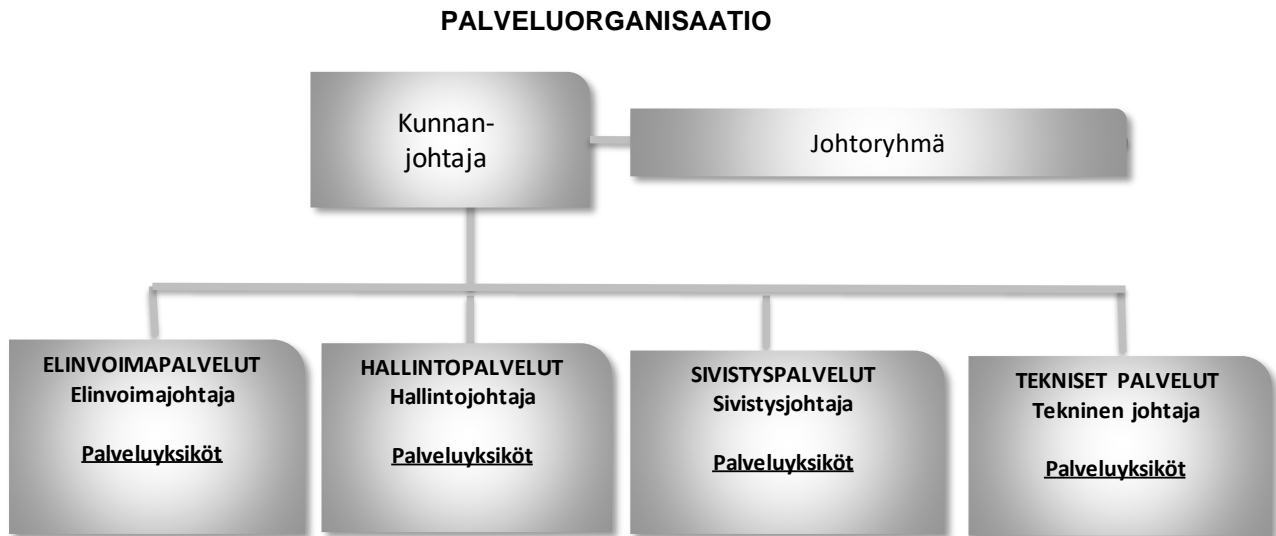 PALVELUORGANISAATIO
Kunnan-
johtaja
Johtoryhmä
ELINVOIMAPALVELUT
Elinvoimajohtaja
Palveluyksiköt
HALLINTOPALVELUT
Hallintojohtaja
Palveluyksiköt
SIVISTYSPALVELUT
Sivistysjohtaja
Palveluyksiköt
TEKNISET PALVELUT
Tekninen johtaja
Palveluyksiköt